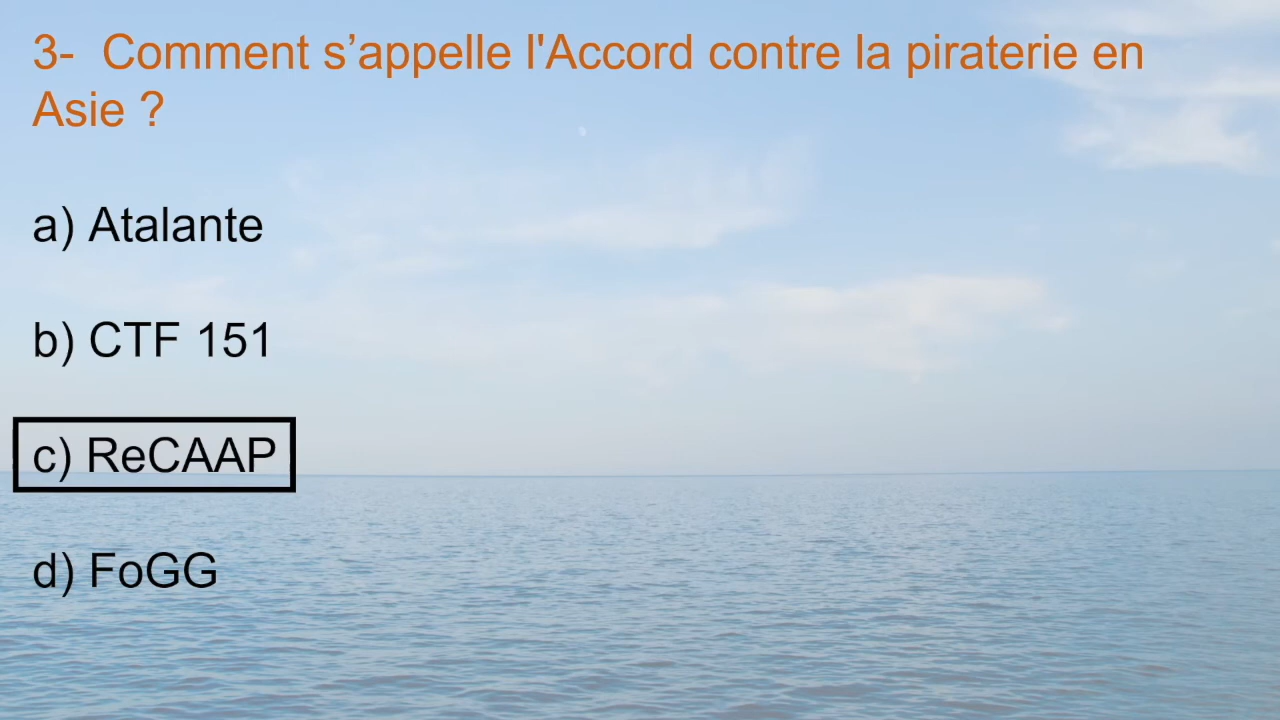 3-  Comment s’appelle l'Accord contre la piraterie en
Asie ?
a) Atalante
b) CTF 151
c) ReCAAP
d) FoGG